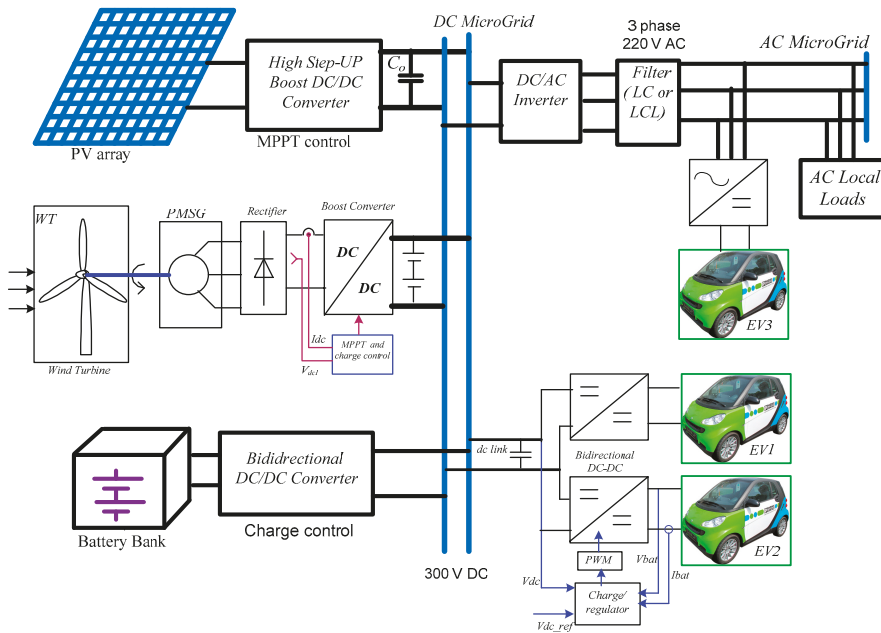 DC MicroGrid
3 phase
220 V AC
AC MicroGrid
High Step-UP
Boost DC/DC
Converter
Co
DC/AC
Inverter
Filter
(LC or
LCL)
MPPT control
PV array
AC Local
Loads
WT
PMSG
Rectifier
Boost Converter
DC
DC
EV3
Idc
MPPT and
charge control
Vdc1
Wind Turbine
EV1
dc link
Bidirectional
DC-DC
Bididrectional
DC/DC Converter
Charge control
Battery Bank
EV2
PWM
Vbat
Ibat
Vdc
Charge/
regulator
300 V DC
Vdc_ref